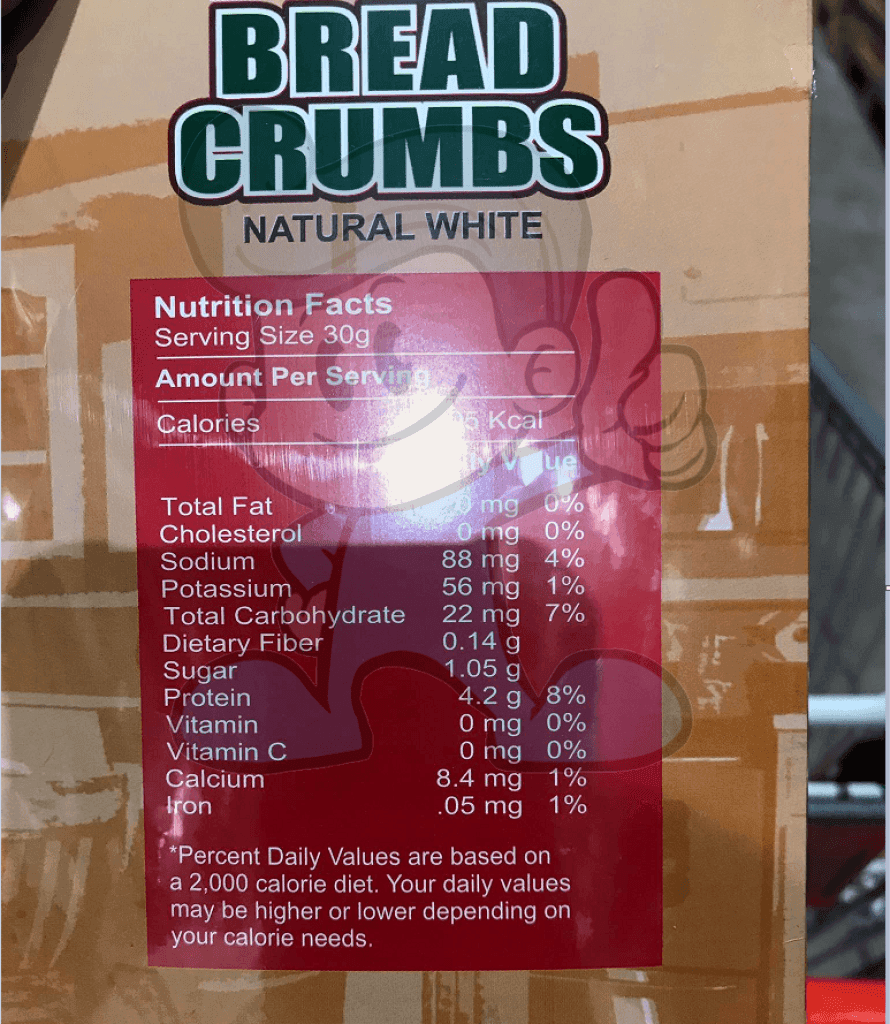 BREAD
CRUMBS
NATURAL WHITE
Nutrition Facts
Serving Size 30g
Amount Per Serving
Calories Kcal
Total Fat 0 mg 0%
Cholesterol 0 mg 0%
Sodium 88 mg 4%
Potassium 56 mg 1%
Total Carbohydrate 22 mg 7%
Dietary Fiber 0.14 g
Sugar 1.05 g
Protein 4.2 g 8%
Vitamin 0 mg 0%
Vitamin C 0 mg 0%
Calcium 8.4 mg 1%
Iron .05 mg 1%
*Percent Daily Values are based on
a 2,000 calorie diet. Your daily values
may be higher or lower depending on
your calorie needs.